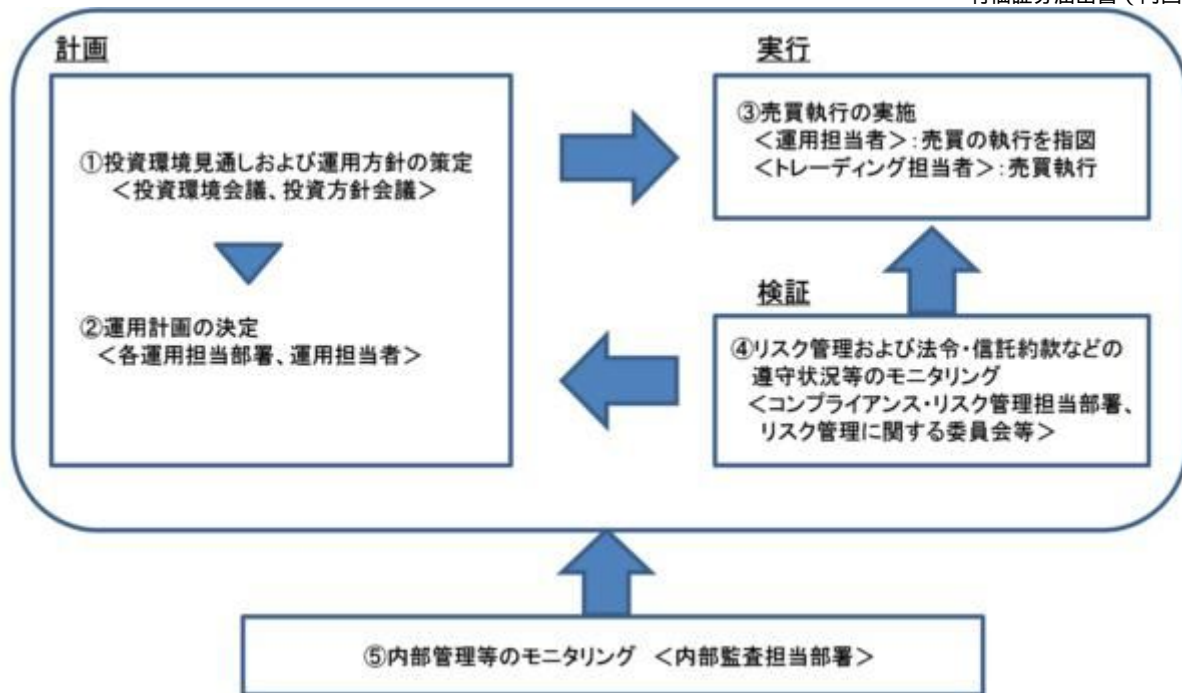 計画
①投資環境見通しおよび運用方針の策定
＜投資環境会議、投資方針会議＞
②運用計画の決定
＜各運用担当部署、運用担当者＞
実行
③売買執行の実施
＜運用担当者＞：売買の執行を指図
＜トレーディング担当者＞：売買執行
検証
④リスク管理および法令・信託約款などの
遵守状況等のモニタリング
＜コンプライアンス・リスク管理担当部署、
リスク管理に関する委員会等＞
⑤内部管理等のモニタリング ＜内部監査担当部署＞